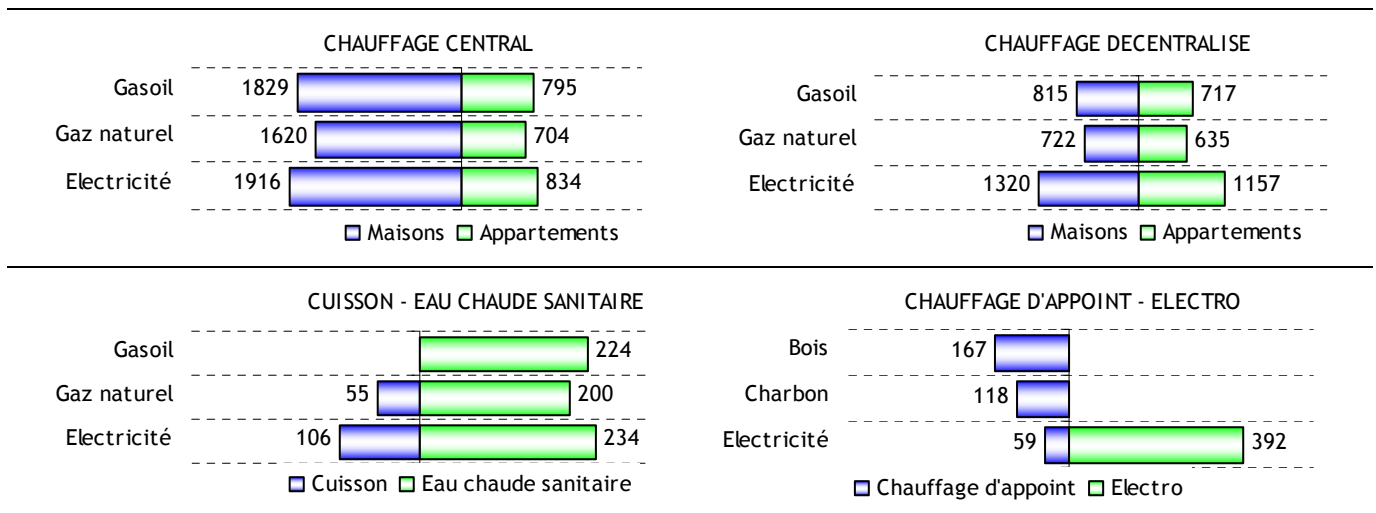 CHAUFFAGE CENTRAL
Gasoil 1829 795
Gaz naturel 1620 704
Electricité 1916 834
Maisons Appartements
CHAUFFAGE DECENTRALISE
Gasoil 815 717
Gaz naturel 722 635
Electricité 1320 1157
Maisons Appartements
CUISSON - EAU CHAUDE SANITAIRE
Gasoil 224
Gaz naturel 55 200
Electricité 106 234
Cuisson Eau chaude sanitaire
CHAUFFAGE D'APPOINT - ELECTRO
Bois 167
Charbon 118
Electricité 59 392
Chauffage d'appoint Electro